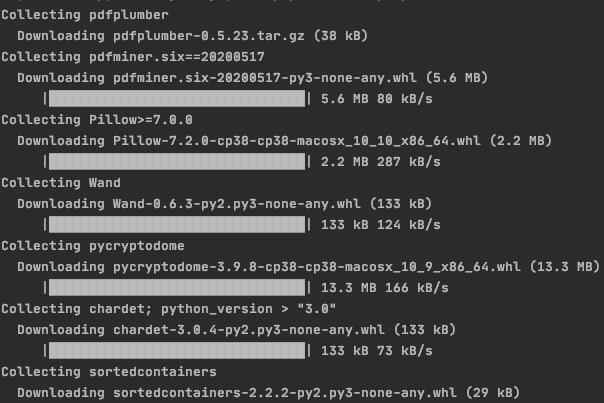 Collecting pdfplumber
Downloading pdfplumber-0.5.23.tar.gz (38 kB)
Collecting pdfminer.six==20200517
Downloading pdfminer.six-20200517-py3-none-any.whl (5.6 MB)
|████████████████████████████████| 5.6 MB 80 kB/s
Collecting Pillow>=7.0.0
Downloading Pillow-7.2.0-cp38-cp38-macosx_10_10_x86_64.whl (2.2 MB)
|████████████████████████████████| 2.2 MB 287 kB/s
Collecting Wand
Downloading Wand-0.6.3-py2.py3-none-any.whl (133 kB)
|████████████████████████████████| 133 kB 124 kB/s
Collecting pycryptodome
Downloading pycryptodome-3.9.8-cp38-cp38-macosx_10_9_x86_64.whl (13.3 MB)
|████████████████████████████████| 13.3 MB 166 kB/s
Collecting chardet; python_version > "3.0"
Downloading chardet-3.0.4-py2.py3-none-any.whl (133 kB)
|████████████████████████████████| 133 kB 73 kB/s
Collecting sortedcontainers
Downloading sortedcontainers-2.2.2-py2.py3-none-any.whl (29 kB)